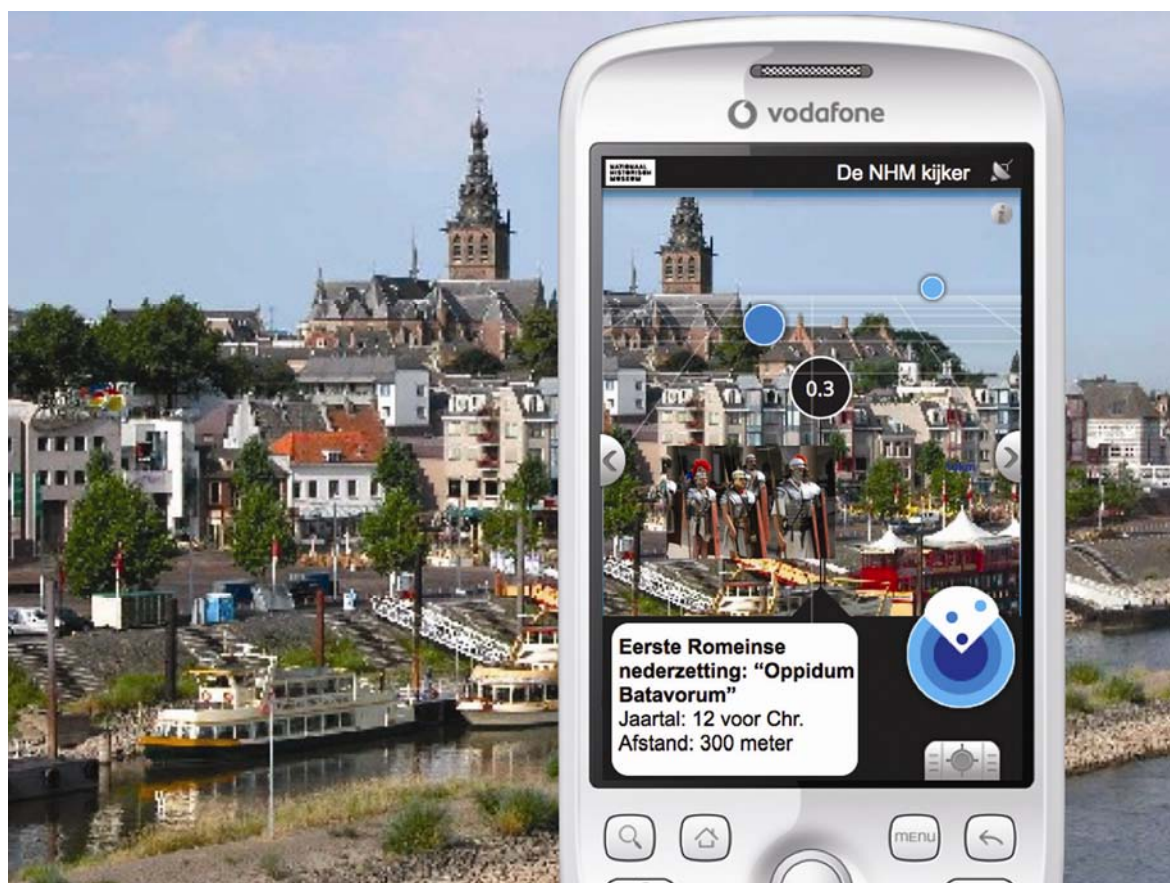 vodafone
NATIONAAL
HISTORISCH
MUSEUM
De NHM kijker
i
0.3
Eerste Romeinse
nederzetting: “Oppidum
Batavorum”
Jaartal: 12 voor Chr.
Afstand: 300 meter
MENU